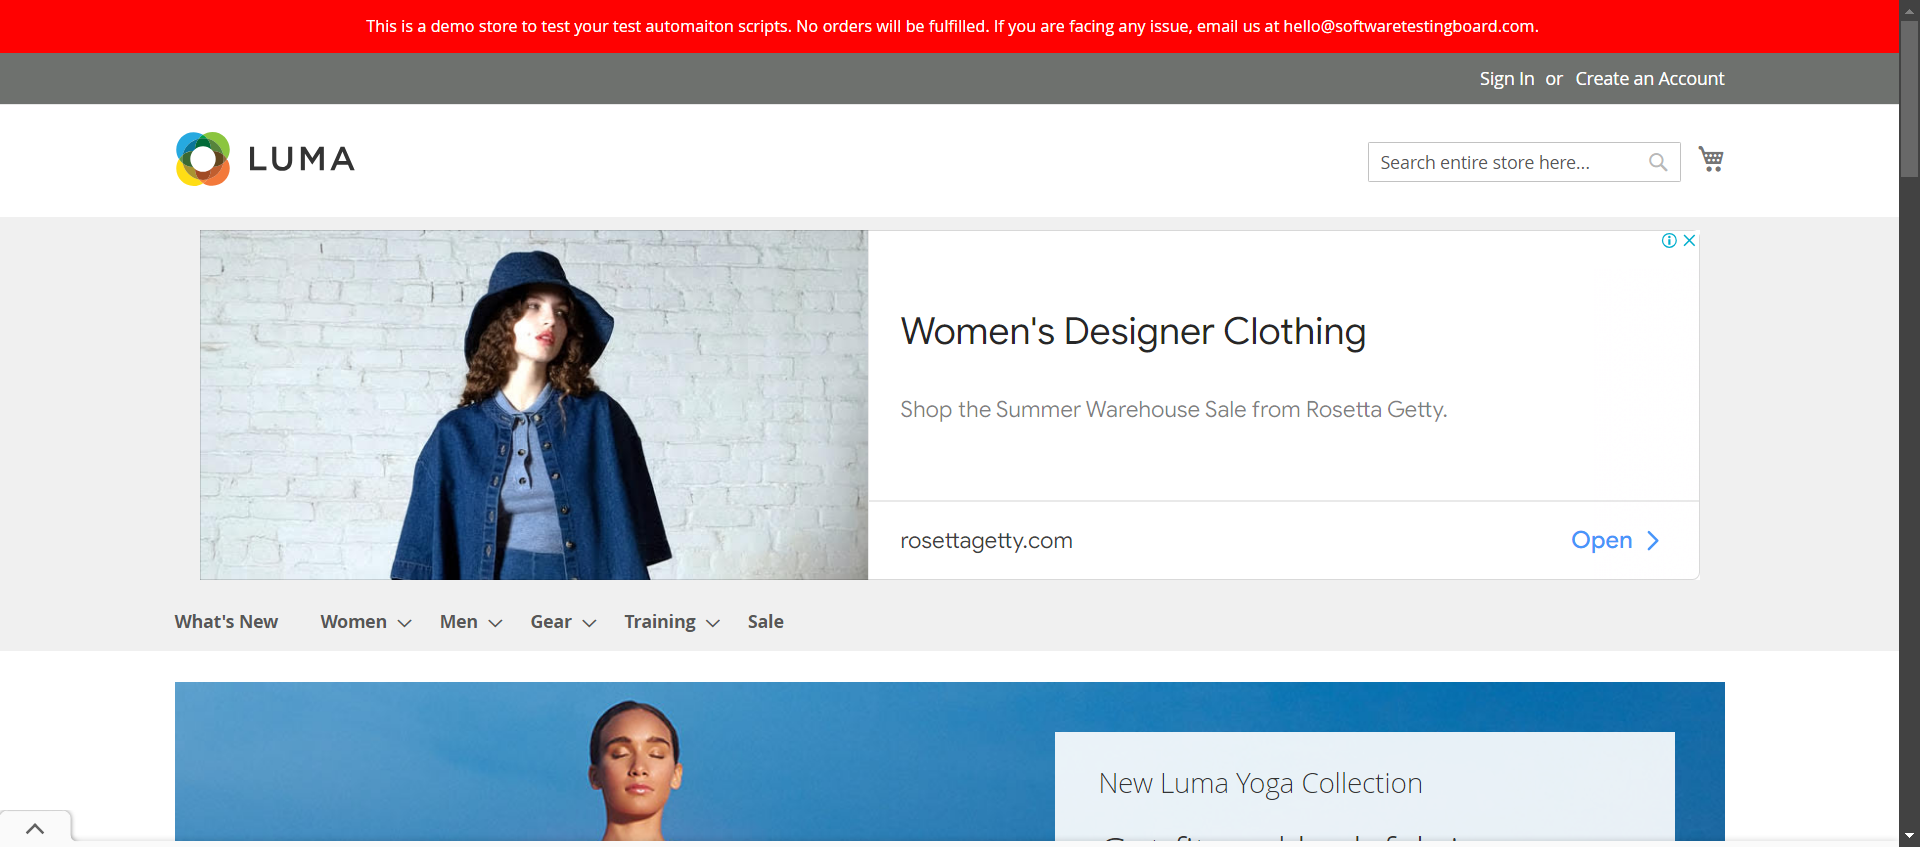 This is a demo store to test your test automaiton scripts. No orders will be fulfilled. If you are facing any issue, email us at hello@softwaretestingboard.com.
Sign In or Create an Account
LUMA
Search entire store here...
Women's Designer Clothing
Shop the Summer Warehouse Sale from Rosetta Getty.
rosettagetty.com
Open
What's New Women Men Gear Training Sale
New Luma Yoga Collection